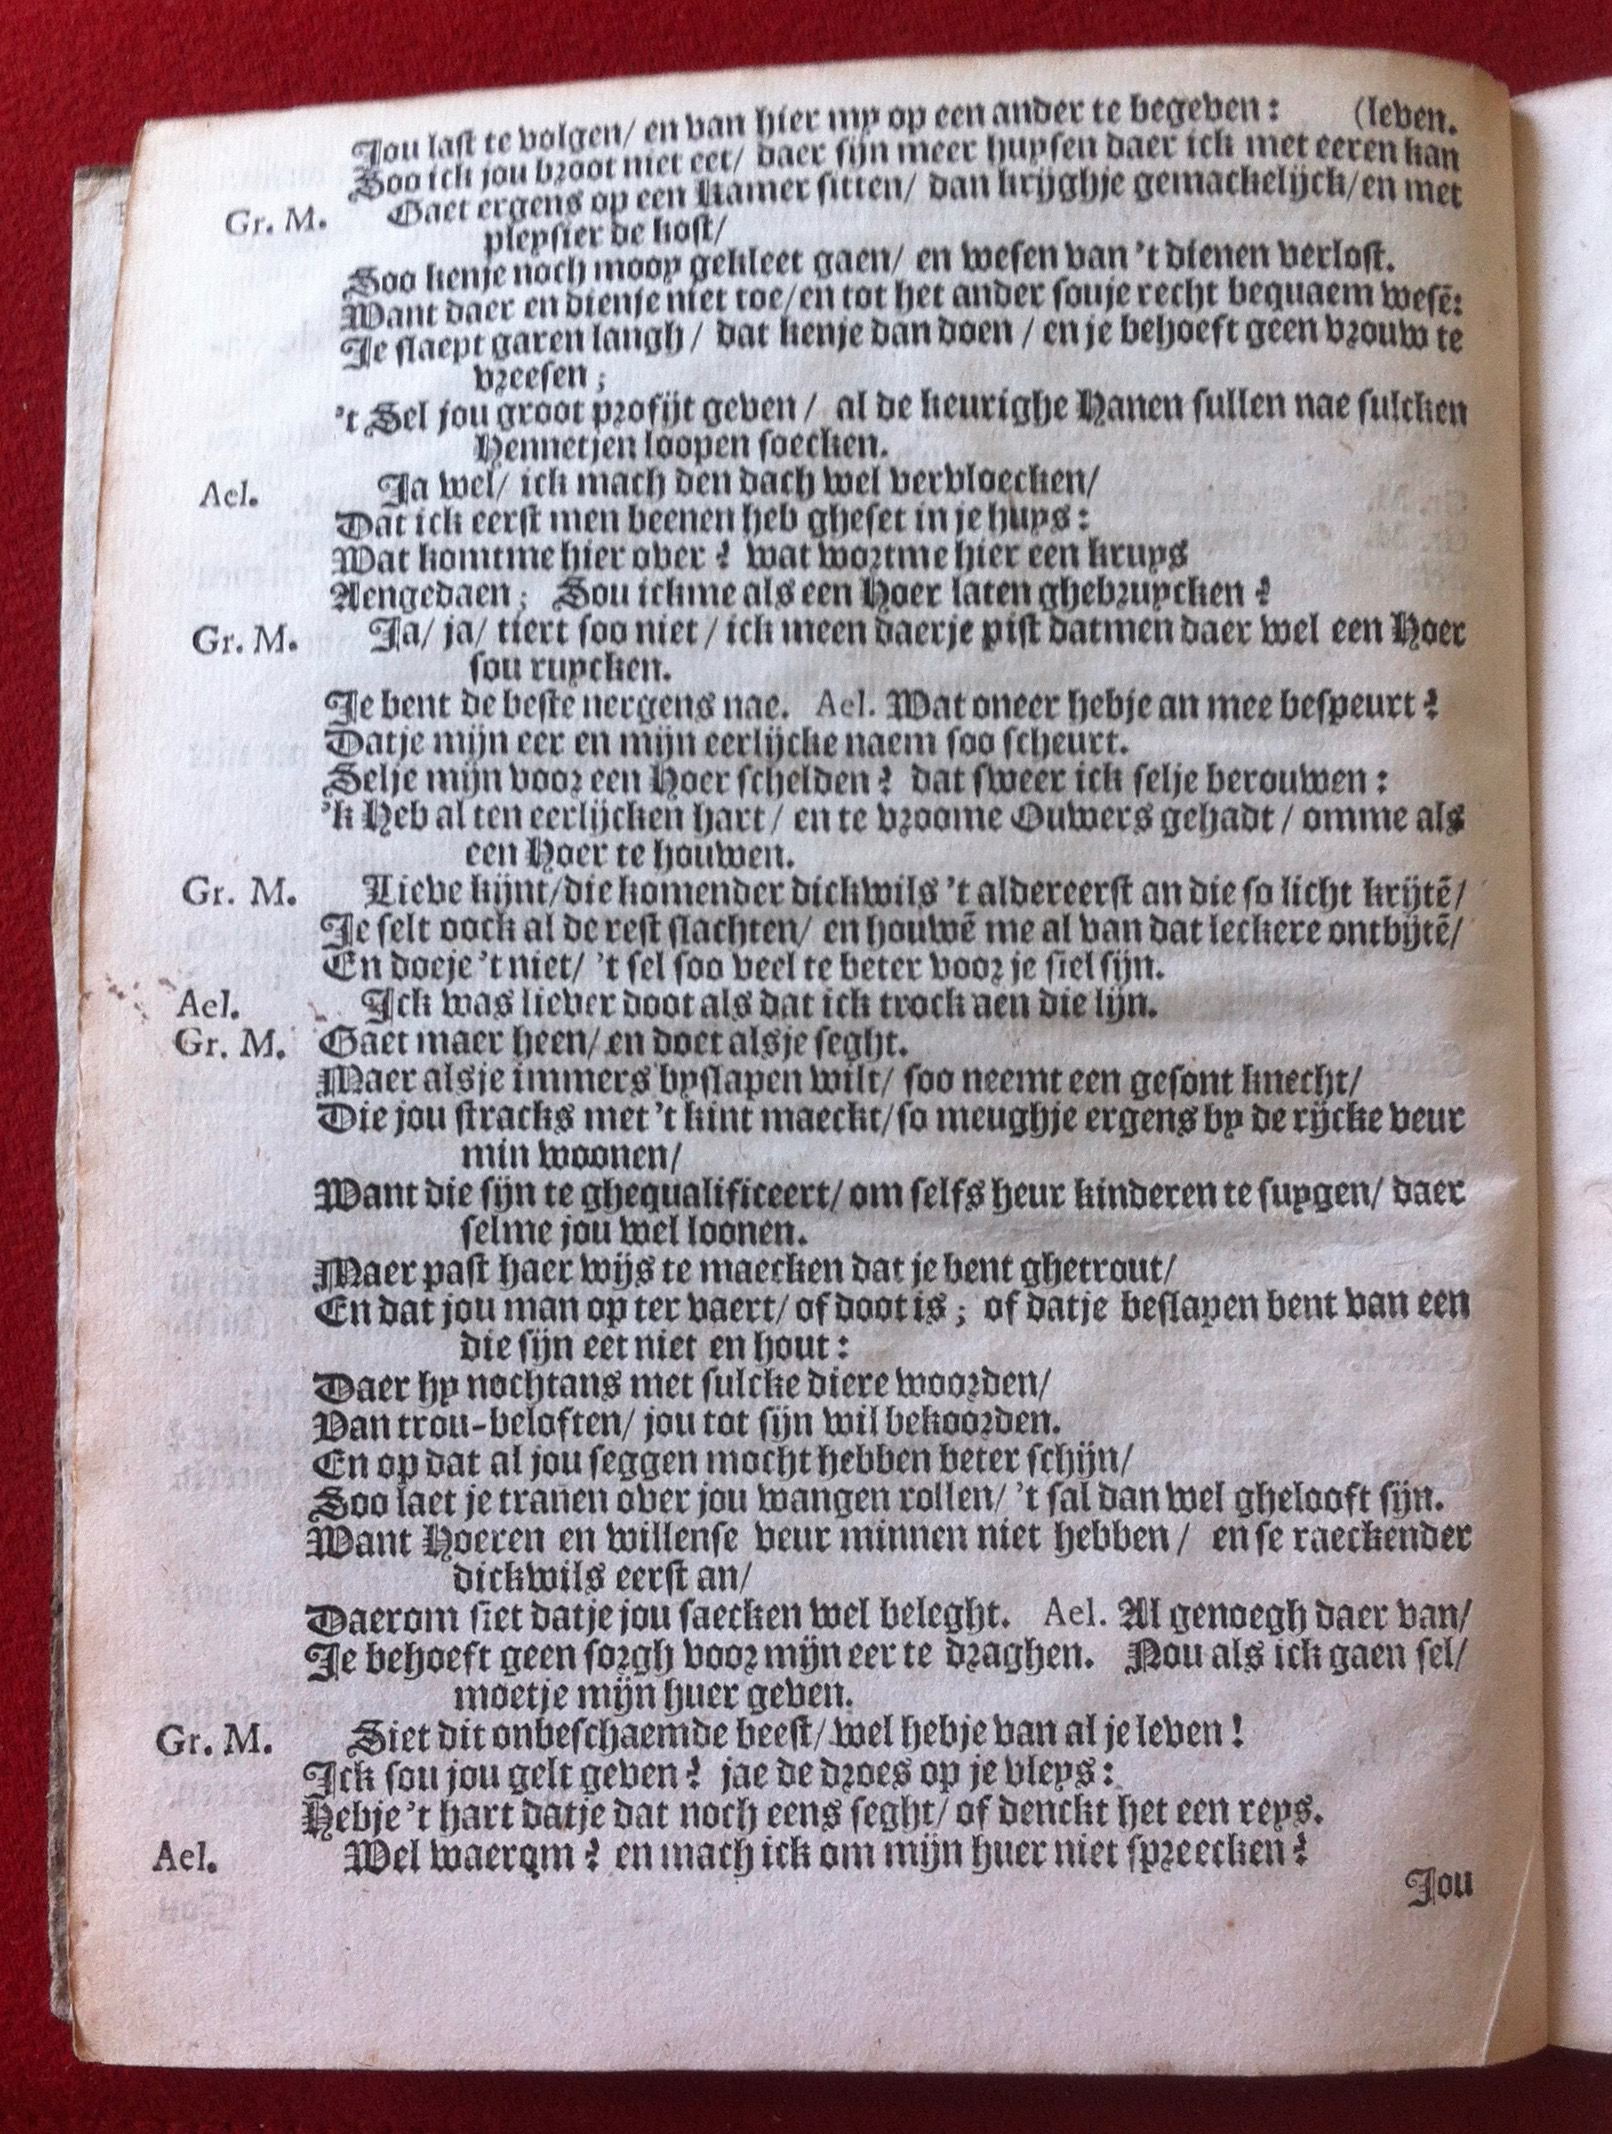 Jou last te volgen/ en van hier my op een ander te begeven: (leven.
Soo ick jou broot niet eet/ daer sijn meer huysen daer ick met eeren kan
Gr. M. Gaet ergens op een Kamer sitten/ dan krijghje gemackelijck/ en met
pleysier de kost/
Soo kenje noch mooy gekleet gaen/ en wesen van 't dienen verlost.
Want daer en dienje niet toe/ en tot het ander souje recht bequaem wesē:
Je slaept garen langh/ dat kenje dan doen/ en je behoeft geen vrouw te
vreesen;
't Sel jou groot profijt geven/ al de keurighe Hanen sullen nae sulcken
Hennetjen loopen soecken.
Ael. Ja wel/ ick mach den dach wel vervloecken/
Dat ick eerst men beenen heb gheset in je huys:
Wat komtme hier over? wat wortme hier een kruys
Aengedaen; Sou ickme als een Hoer laten ghebruycken?
Gr. M. Ja/ ja/ tiert soo niet/ ick meen daerje pist datmen daer wel een Hoer
sou ruycken.
Je bent de beste nergens nae. Ael. Wat oneer hebje an mee bespeurt?
Datje mijn eer en mijn eerlijcke naem soo scheurt.
Selje mijn voor een Hoer schelden? dat sweer ick selje berouwen:
'k Heb al ten eerlijcken hart/ en te vroome Ouwers gehadt/ omme als
een Hoer te houwen.
Gr. M. Lieve kijnt/ die komender dickwils 't aldereerst an die so licht krijtē/
Je selt oock al de rest slachten/ en houwē me al van dat leckere ontbijtē/
En doeje 't niet/ 't sel soo veel te beter voor je siel sijn.
Ael. Ick was liever doot als dat ick trock aen die lijn.
Gr. M. Gaet maer heen/ en doet alsje seght.
Maer alsje immers byslapen wilt/ soo neemt een gesont knecht/
Die jou stracks met 't kint maeckt/ so meughje ergens by de rijcke veur
min woonen/
Want die sijn te ghequalificeert/ om selfs heur kinderen te suygen/ daer
selme jou wel loonen.
Maer past haer wijs te maecken dat je bent ghetrout/
En dat jou man op ter vaert/ of doot is; of datje beslapen bent van een
die sijn eet niet en hout:
Daer hy nochtans met sulcke diere woorden/
Van trou-beloften/ jou tot sijn wil bekoorden.
En op dat al jou seggen mocht hebben beter schijn/
Soo laet je tranen over jou wangen rollen/ 't sal dan wel ghelooft sijn.
Want Hoeren en willense veur minnen niet hebben/ en se raeckender
dickwils eerst an/
Daerom siet datje jou saecken wel beleght. Ael. Al genoegh daer van/
Je behoeft geen sorgh voor mijn eer te draghen. Nou als ick gaen sel/
moetje mijn huer geven.
Gr. M. Siet dit onbeschaemde beest/ wel hebje van al je leven!
Ick sou jou gelt geven? jae de droes op je vleys:
Hebje 't hart datje dat noch eens seght/ of denckt het een reys.
Ael. Wel waerom? en mach ick om mijn huer niet spreecken?
Jou